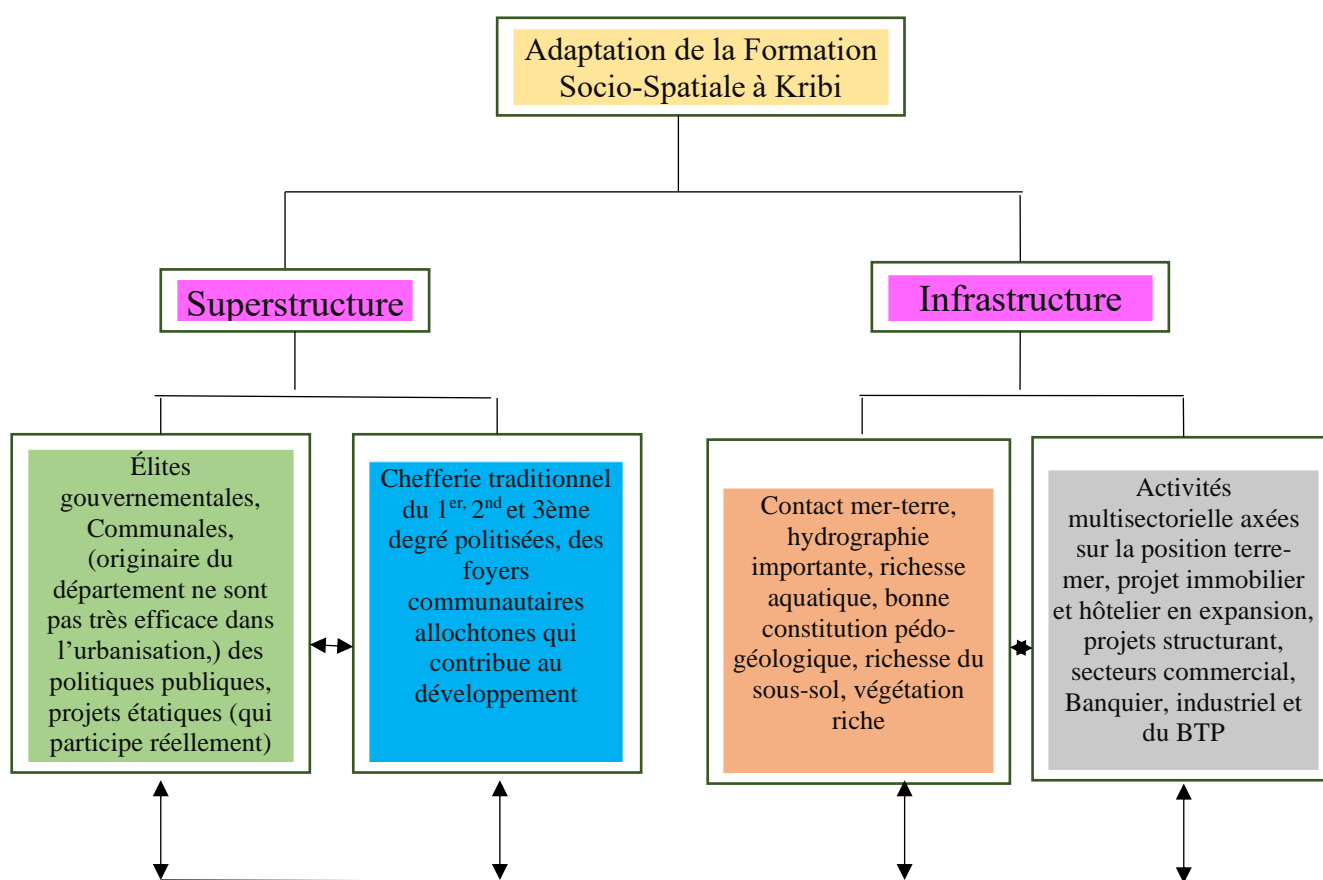 Adaptation de la Formation
Socio-Spatiale à Kribi
Superstructure
Infrastructure
Élites
gouvernementales,
Communales,
(originaire du
département ne sont
pas très efficace dans
l’urbanisation,) des
politiques publiques,
projets étatiques (qui
participe réellement)
Chefferie traditionnel
du 1er, 2nd et 3ème
degré politisées, des
foyers
communautaires
allochtones qui
contribue au
développement
Contact mer-terre,
hydrographie
importante, richesse
aquatique, bonne
constitution pédo-
géologique, richesse du
sous-sol, végétation
riche
Activités
multisectorielle axées
sur la position terre-
mer, projet immobilier
et hôtelier en expansion,
projets structurant,
secteurs commercial,
Banquier, industriel et
du BTP